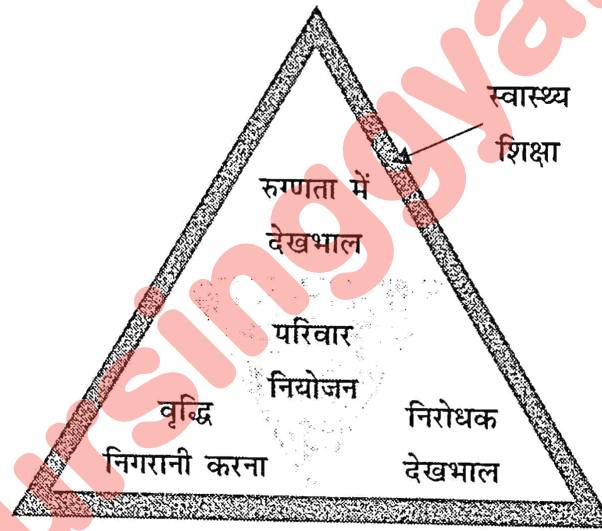 स्वास्थ्य
शिक्षा
रुग्णता में
देखभाल
परिवार
नियोजन
वृद्धि
निगरानी करना
निरोधक
देखभाल